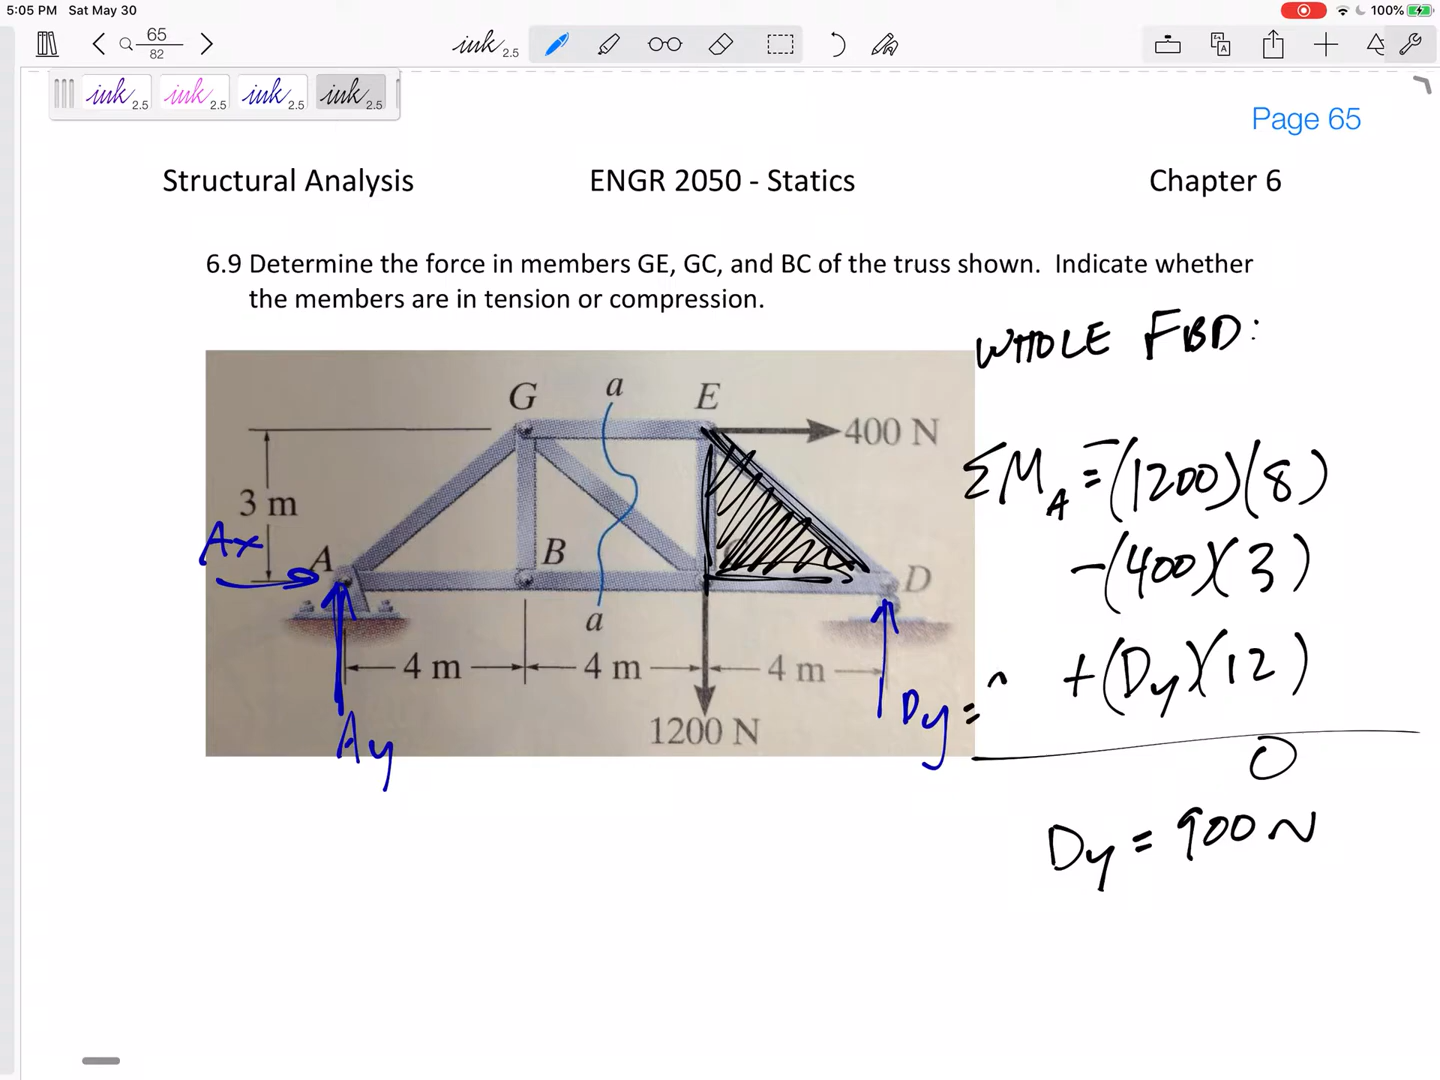 5:05 PM Sat May 30
100%
65
82
ink 2.5
ink 2.5
ink 2.5
ink 2.5
ink 2.5
Page 65
Structural Analysis ENGR 2050 - Statics Chapter 6
6.9 Determine the force in members GE, GC, and BC of the truss shown. Indicate whether
the members are in tension or compression.
WHOLE FBD:
G a E
400 N
3 m
Ax
A B D
a
4 m 4 m 4 m
1200 N
Ay
Dy =
ΣM_A = -(1200)(8)
-(400)(3)
+(Dy)(12)
0
Dy = 900 N